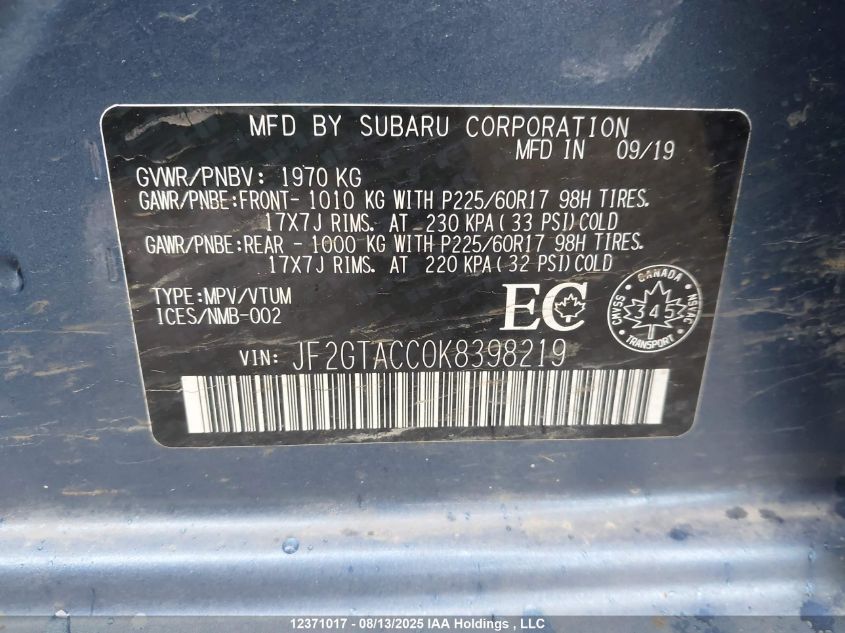 MFD BY SUBARU CORPORATION
MFD IN 09/19
GVWR/PNBV: 1970 KG
GAWR/PNBE:FRONT- 1010 KG WITH P225/60R17 98H TIRES.
17X7J RIMS. AT 230 KPA(33 PSI)COLD
GAWR/PNBE:REAR - 1000 KG WITH P225/60R17 98H TIRES.
17X7J RIMS. AT 220 KPA(32 PSI)COLD
TYPE:MPV/VTUM
ICES/NMB-002
EC
CANADA
CMVSS
345
NSVAC
TRANSPORT
VIN: JF2GTACC0K8398219
12371017 - 08/13/2025 IAA Holdings , LLC